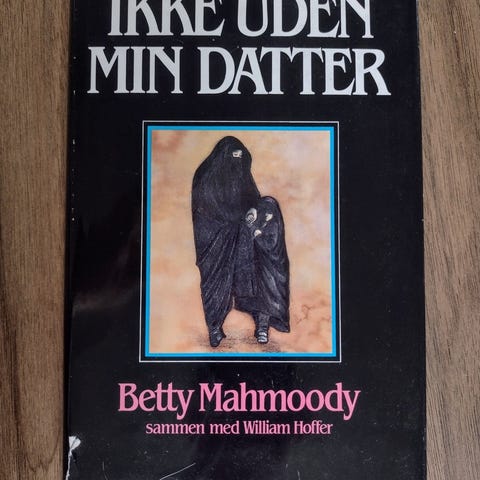 IKKE UDEN
MIN DATTER
Betty Mahmoody
sammen med William Hoffer